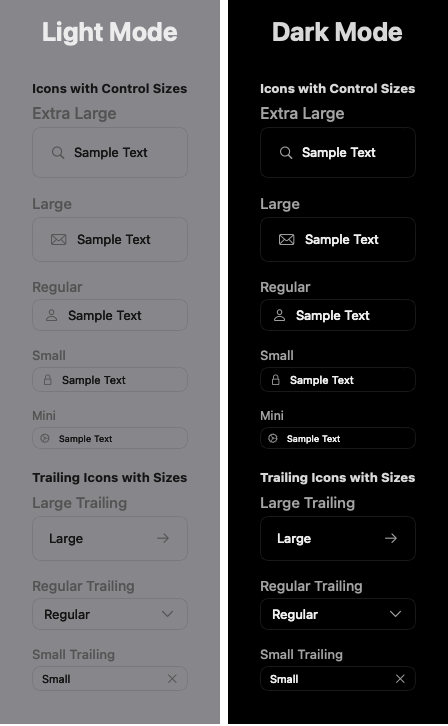 Light Mode
Icons with Control Sizes
Extra Large
Sample Text
Large
Sample Text
Regular
Sample Text
Small
Sample Text
Mini
Sample Text
Trailing Icons with Sizes
Large Trailing
Large
Regular Trailing
Regular
Small Trailing
Small
Dark Mode
Icons with Control Sizes
Extra Large
Sample Text
Large
Sample Text
Regular
Sample Text
Small
Sample Text
Mini
Sample Text
Trailing Icons with Sizes
Large Trailing
Large
Regular Trailing
Regular
Small Trailing
Small